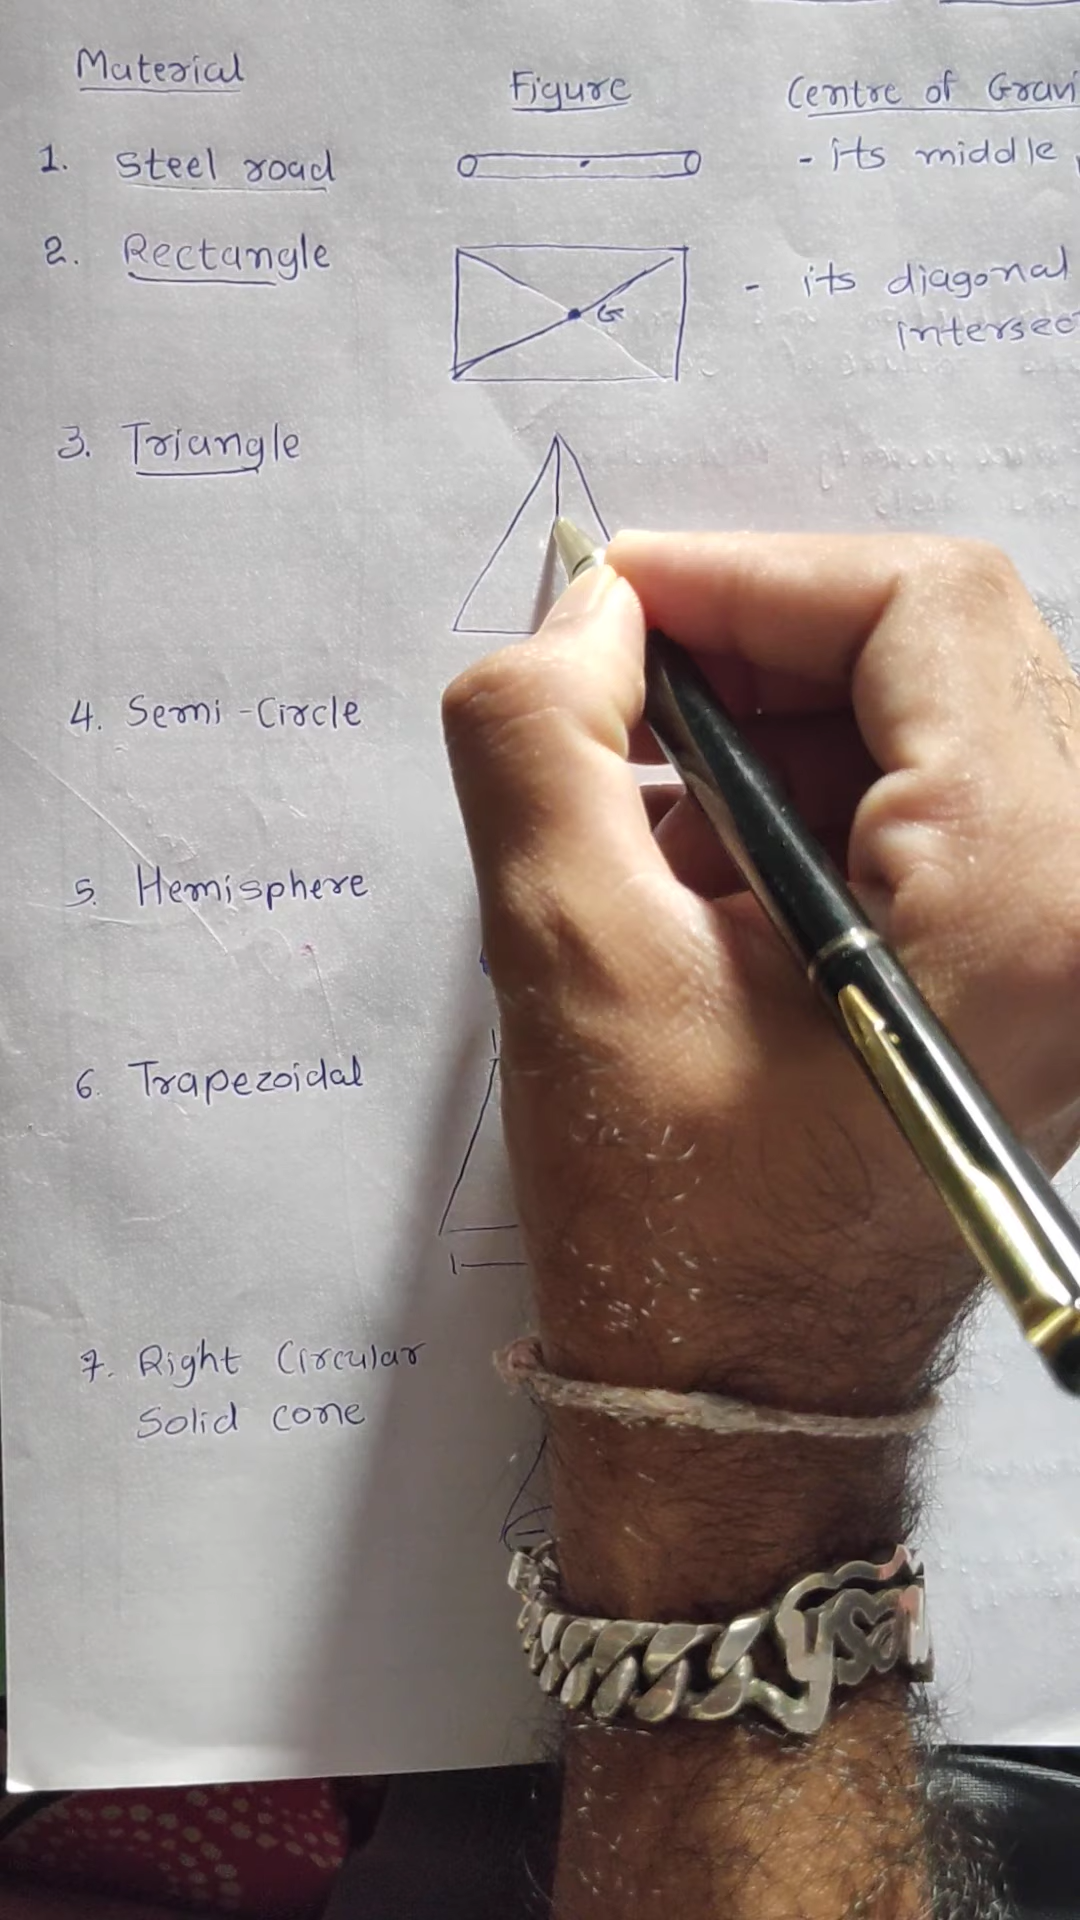 Material Figure Centre of Gravi
1. Steel road - its middle
2. Rectangle - its diagonal
intersec
G
3. Triangle
4. Semi-Circle
5. Hemisphere
6. Trapezoidal
7. Right Circular
Solid cone